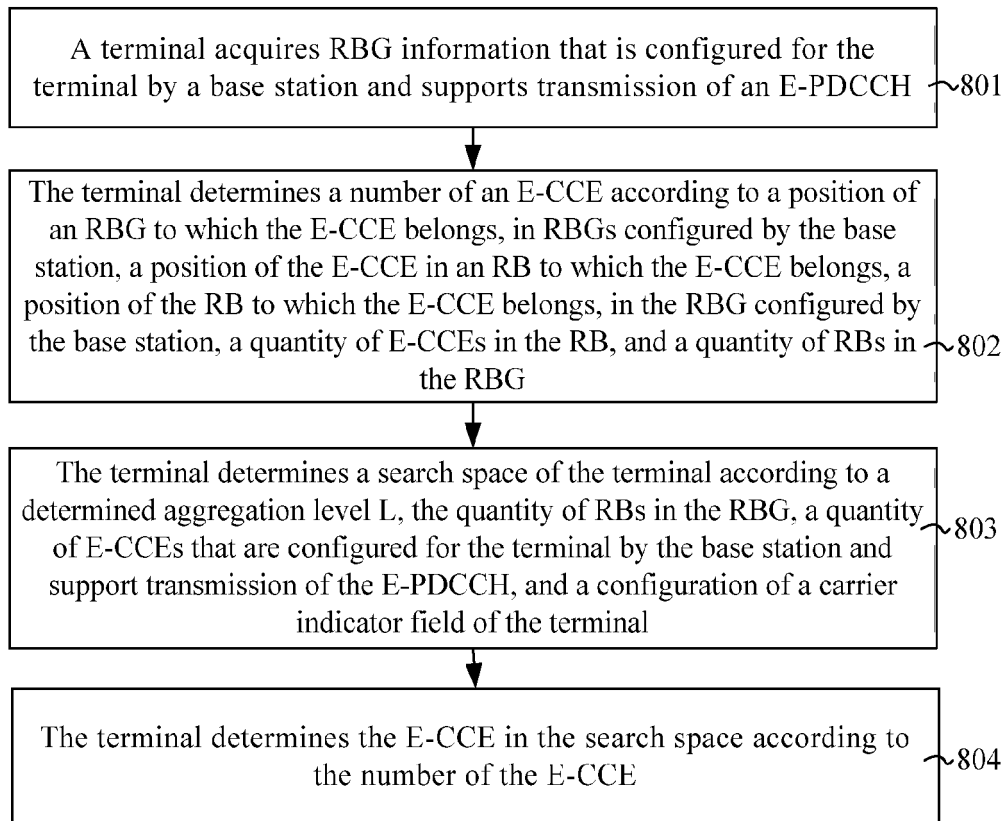 A terminal acquires RBG information that is configured for the
terminal by a base station and supports transmission of an E-PDCCH
801
The terminal determines a number of an E-CCE according to a position of
an RBG to which the E-CCE belongs, in RBGs configured by the base
station, a position of the E-CCE in an RB to which the E-CCE belongs, a
position of the RB to which the E-CCE belongs, in the RBG configured by
the base station, a quantity of E-CCEs in the RB, and a quantity of RBs in
the RBG
802
The terminal determines a search space of the terminal according to a
determined aggregation level L, the quantity of RBs in the RBG, a quantity
of E-CCEs that are configured for the terminal by the base station and
support transmission of the E-PDCCH, and a configuration of a carrier
indicator field of the terminal
803
The terminal determines the E-CCE in the search space according to
the number of the E-CCE
804